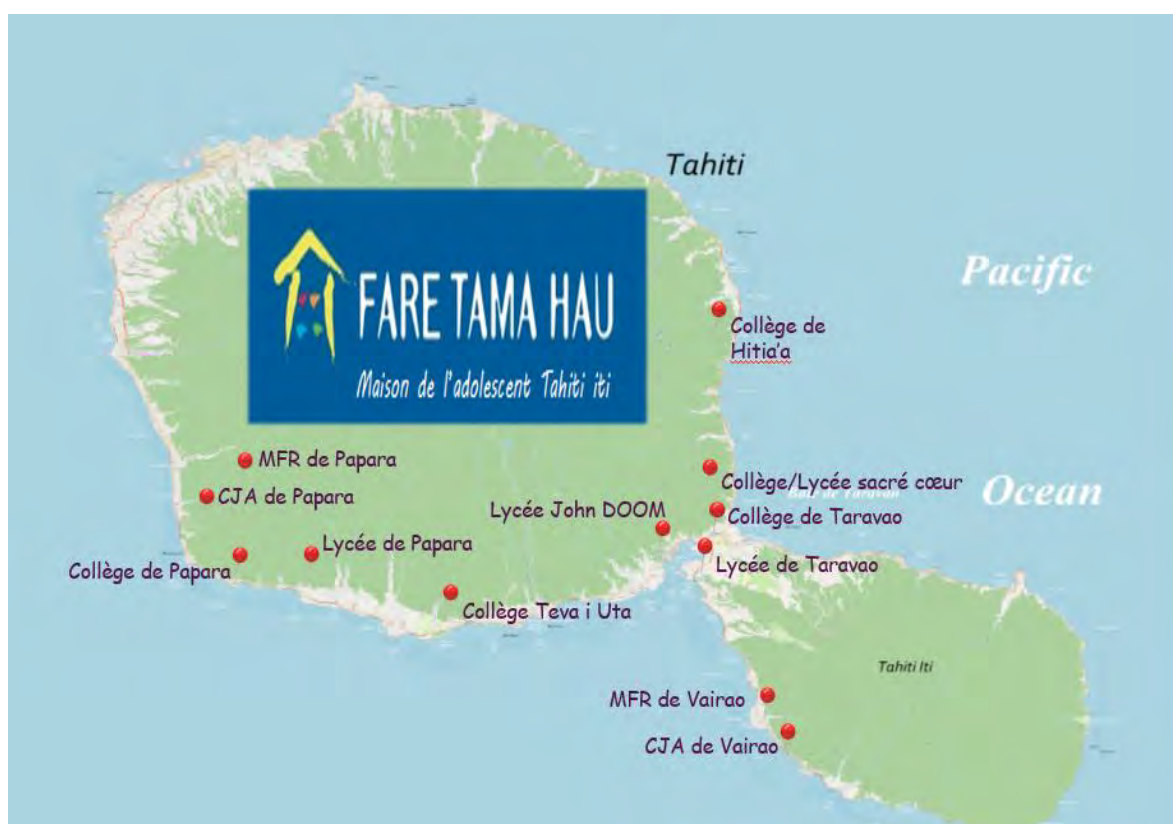 Tahiti
Pacific
FARE TAMA HAU
Maison de l'adolescent Tahiti iti
Collège de
Hitia'a
MFR de Papara
CJA de Papara
Collège/Lycée sacré cœur
Ocean
Lycée John DOOM
Collège de Taravao
Lycée de Papara
Collège de Papara
Lycée de Taravao
Collège Teva i Uta
Tahiti Iti
MFR de Vairao
CJA de Vairao